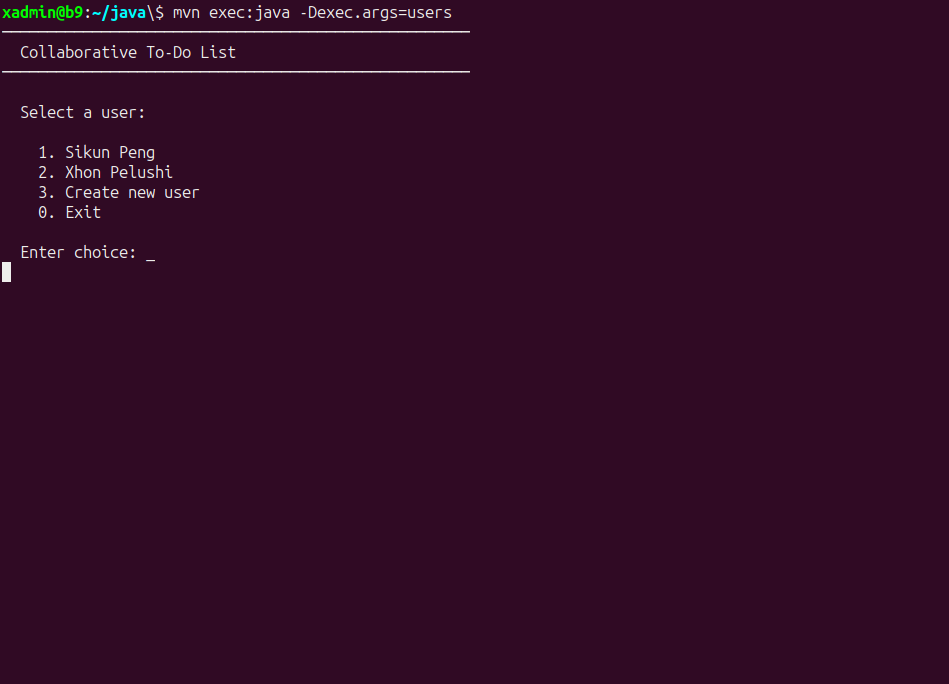 xadmin@b9:~/java\$ mvn exec:java -Dexec.args=users
Collaborative To-Do List
Select a user:
1. Sikun Peng
2. Xhon Pelushi
3. Create new user
0. Exit
Enter choice: _